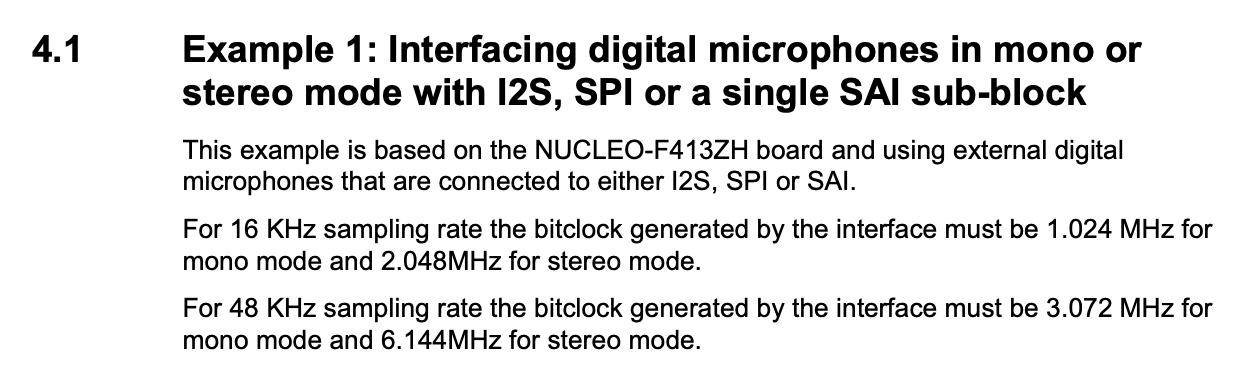 4.1 Example 1: Interfacing digital microphones in mono or
stereo mode with I2S, SPI or a single SAI sub-block
This example is based on the NUCLEO-F413ZH board and using external digital
microphones that are connected to either I2S, SPI or SAI.
For 16 KHz sampling rate the bitclock generated by the interface must be 1.024 MHz for
mono mode and 2.048MHz for stereo mode.
For 48 KHz sampling rate the bitclock generated by the interface must be 3.072 MHz for
mono mode and 6.144MHz for stereo mode.